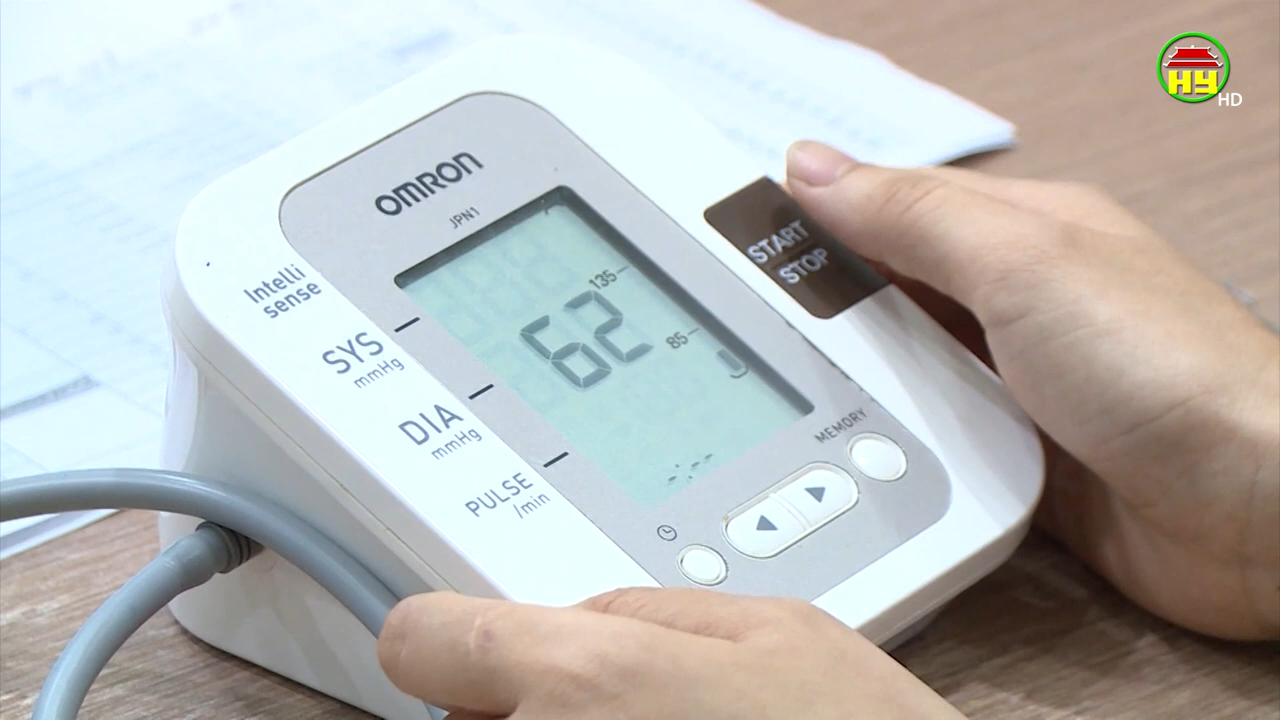 HY
HD
OMRON
JPN1
Intelli
sense
SYS
mmHg
DIA
mmHg
PULSE
/min
135
62
85
START
STOP
MEMORY